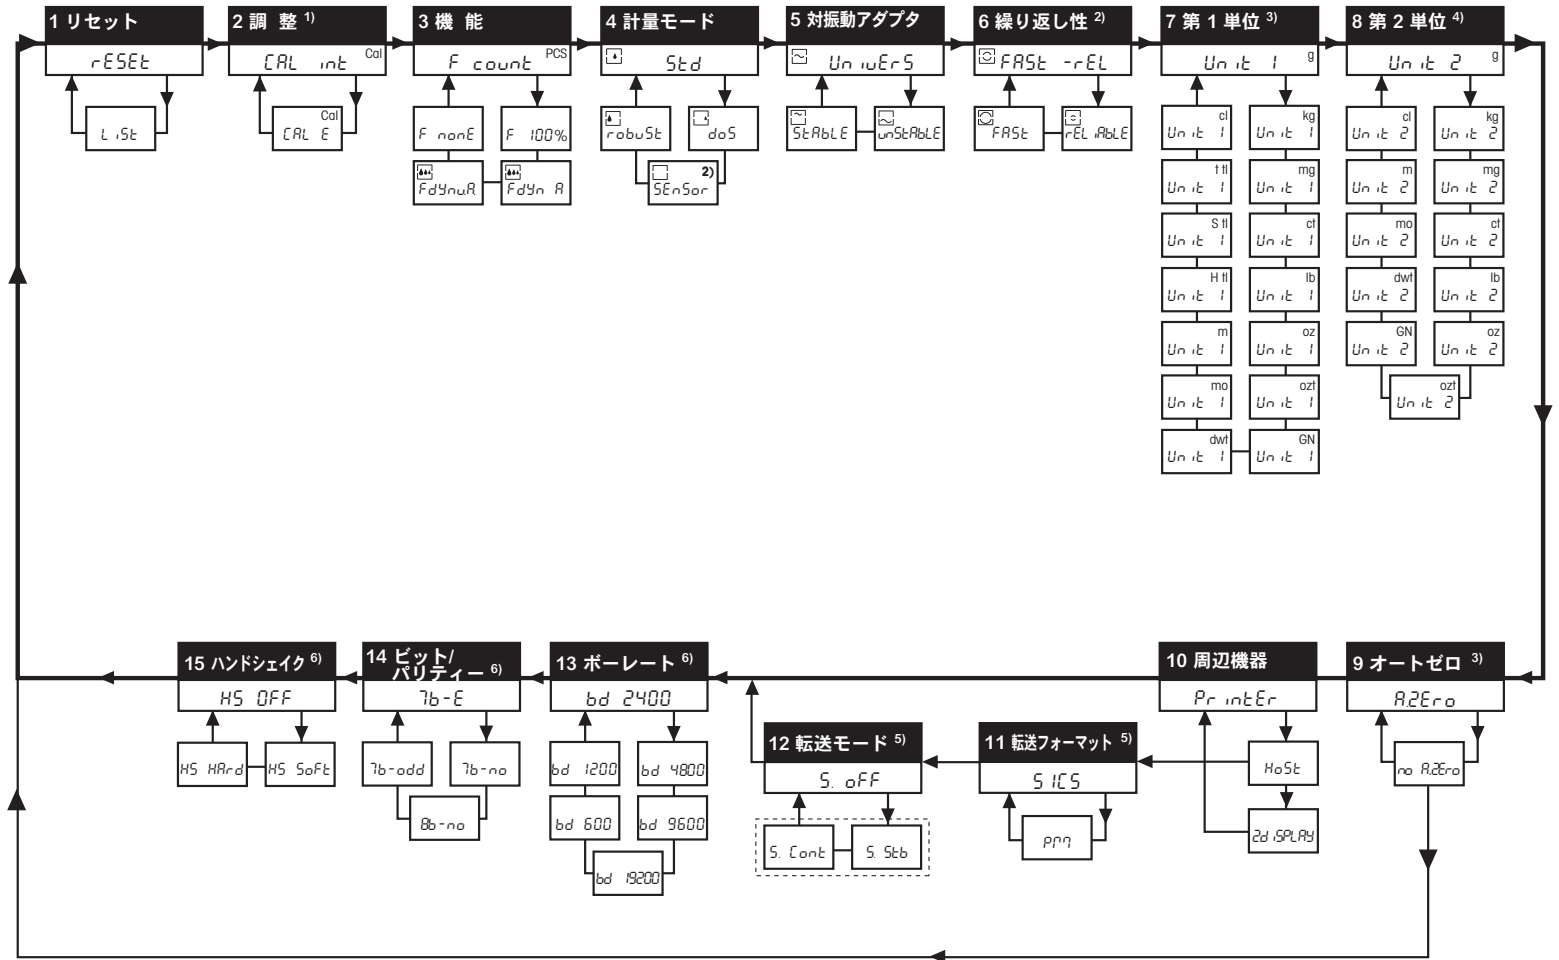 1 リセット
rESEt
L iSt
2 調 整 1)
CAL int Cal
CAL E Cal
3 機 能
F count PCS
F nonE
F 100%
FdYnuA
FdYn A
4 計量モード
Std
robuSt
doS
SEnSor 2)
5 対振動アダプタ
UniuErS
StAbLE
unStAbLE
6 繰り返し性 2)
FASt -rEL
FASt
rELiAbLE
7 第 1 単位 3)
Unit 1 g
Unit 1 cl
Unit 1 kg
Unit 1 t tl
Unit 1 mg
Unit 1 S tl
Unit 1 ct
Unit 1 H tl
Unit 1 lb
Unit 1 m
Unit 1 oz
Unit 1 mo
Unit 1 ozt
Unit 1 dwt
Unit 1 GN
8 第 2 単位 4)
Unit 2 g
Unit 2 cl
Unit 2 kg
Unit 2 m
Unit 2 mg
Unit 2 mo
Unit 2 ct
Unit 2 dwt
Unit 2 lb
Unit 2 GN
Unit 2 oz
Unit 2 ozt
9 オートゼロ 3)
A.ZEro
no A.ZEro
10 周辺機器
PrintEr
HoSt
2.diSPLAY
11 転送フォーマット 5)
S ICS
PM
12 転送モード 5)
S. oFF
S. Cont
S. Stb
13 ボーレート 6)
bd 2400
bd 1200
bd 4800
bd 600
bd 9600
bd 19200
14 ビット/
パリティー 6)
7b-E
7b-odd
7b-no
8b-no
15 ハンドシェイク 6)
HS OFF
HS HArd
HS SoFt